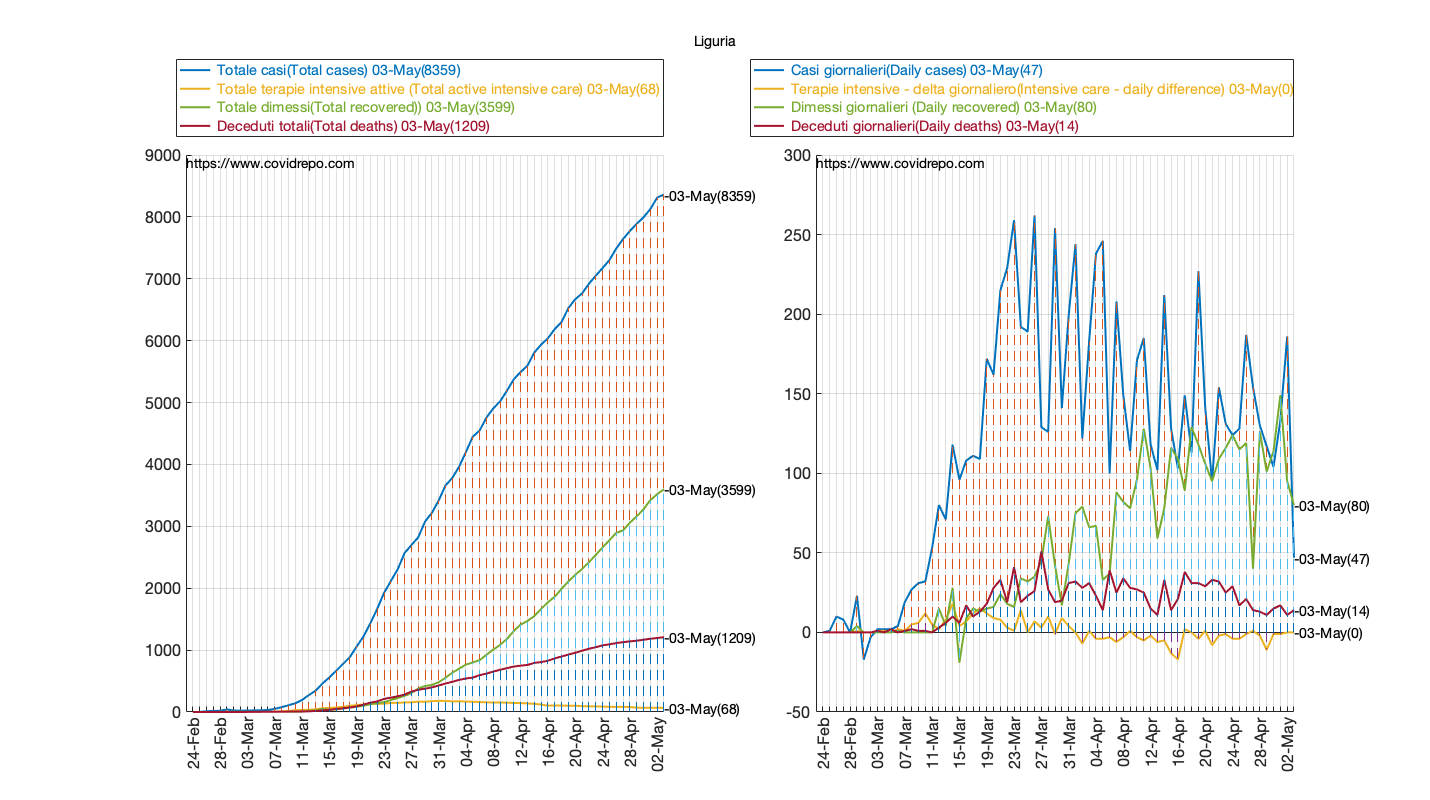 Liguria
Totale casi(Total cases) 03-May(8359)
Totale terapie intensive attive (Total active intensive care) 03-May(68)
Totale dimessi(Total recovered)) 03-May(3599)
Deceduti totali(Total deaths) 03-May(1209)
https://www.covidrepo.com
9000
8000
7000
6000
5000
4000
3000
2000
1000
0
-03-May(8359)
-03-May(3599)
-03-May(1209)
-03-May(68)
24-Feb
28-Feb
03-Mar
07-Mar
11-Mar
15-Mar
19-Mar
23-Mar
27-Mar
31-Mar
04-Apr
08-Apr
12-Apr
16-Apr
20-Apr
24-Apr
28-Apr
02-May
Casi giornalieri(Daily cases) 03-May(47)
Terapie intensive - delta giornaliero(Intensive care - daily difference) 03-May(0)
Dimessi giornalieri (Daily recovered) 03-May(80)
Deceduti giornalieri(Daily deaths) 03-May(14)
https://www.covidrepo.com
300
250
200
150
100
50
0
-50
-03-May(80)
-03-May(47)
-03-May(14)
-03-May(0)
24-Feb
28-Feb
03-Mar
07-Mar
11-Mar
15-Mar
19-Mar
23-Mar
27-Mar
31-Mar
04-Apr
08-Apr
12-Apr
16-Apr
20-Apr
24-Apr
28-Apr
02-May